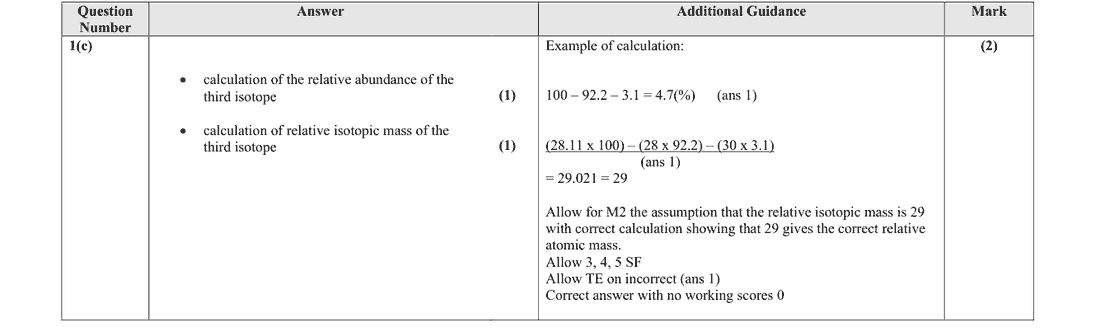 Question Number
Answer
Additional Guidance
Mark
1(c)
• calculation of the relative abundance of the
third isotope (1)
• calculation of relative isotopic mass of the
third isotope (1)
Example of calculation:
100 – 92.2 – 3.1 = 4.7(%) (ans 1)
(28.11 x 100) – (28 x 92.2) – (30 x 3.1)
(ans 1)
= 29.021 = 29
Allow for M2 the assumption that the relative isotopic mass is 29
with correct calculation showing that 29 gives the correct relative
atomic mass.
Allow 3, 4, 5 SF
Allow TE on incorrect (ans 1)
Correct answer with no working scores 0
(2)